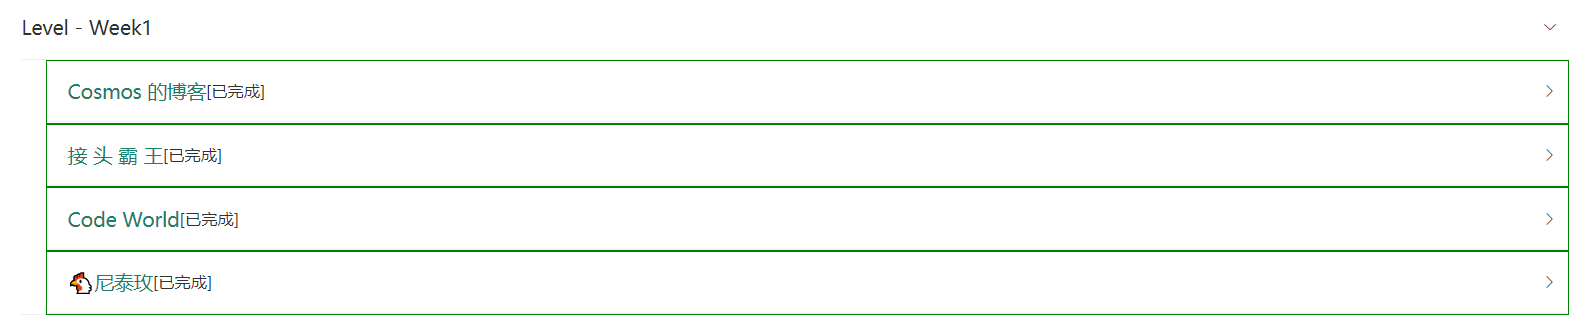 Level - Week1
Cosmos 的博客[已完成]
接 头 霸 王[已完成]
Code World[已完成]
🐔尼泰玫[已完成]